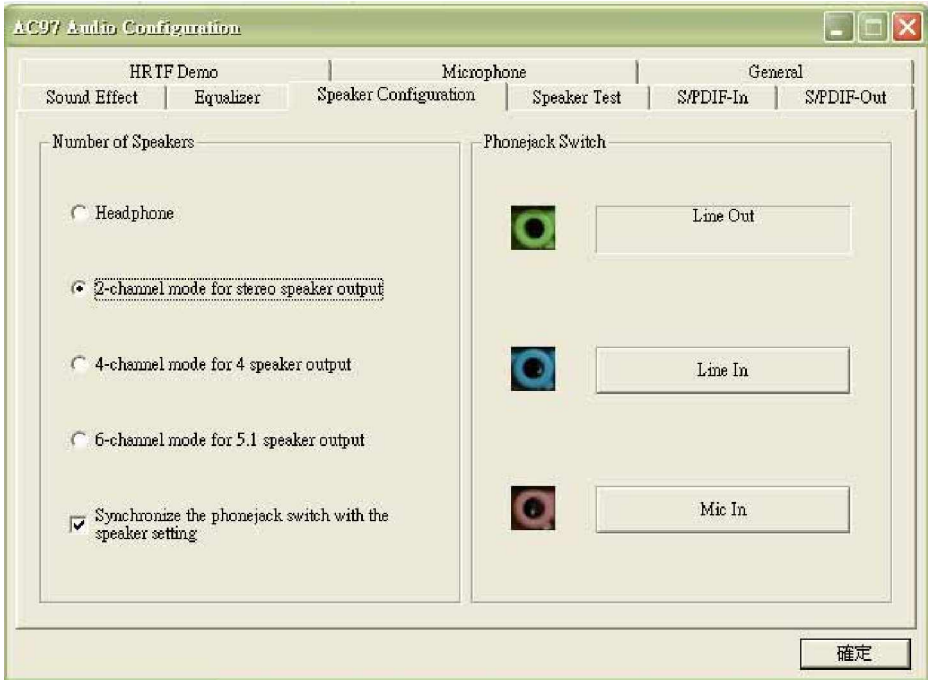 AC97 Audio Configuration
HRTF Demo
Microphone
General
Sound Effect
Equalizer
Speaker Configuration
Speaker Test
S/PDIF-In
S/PDIF-Out
Number of Speakers
Headphone
2-channel mode for stereo speaker output
4-channel mode for 4 speaker output
6-channel mode for 5.1 speaker output
Synchronize the phonejack switch with the
speaker setting
Phonejack Switch
Line Out
Line In
Mic In
確定